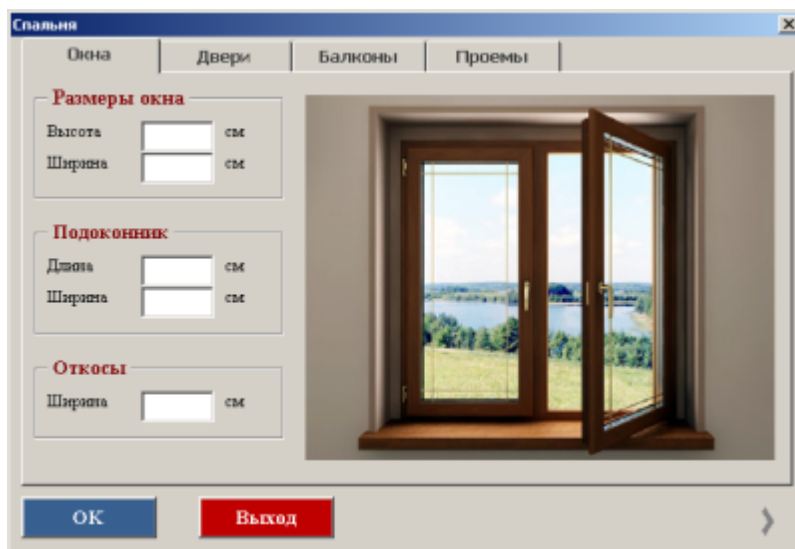 Спальня
Окна Двери Балконы Проемы
Размеры окна
Высота см
Ширина см
Подоконник
Длина см
Ширина см
Откосы
Ширина см
OK Выход